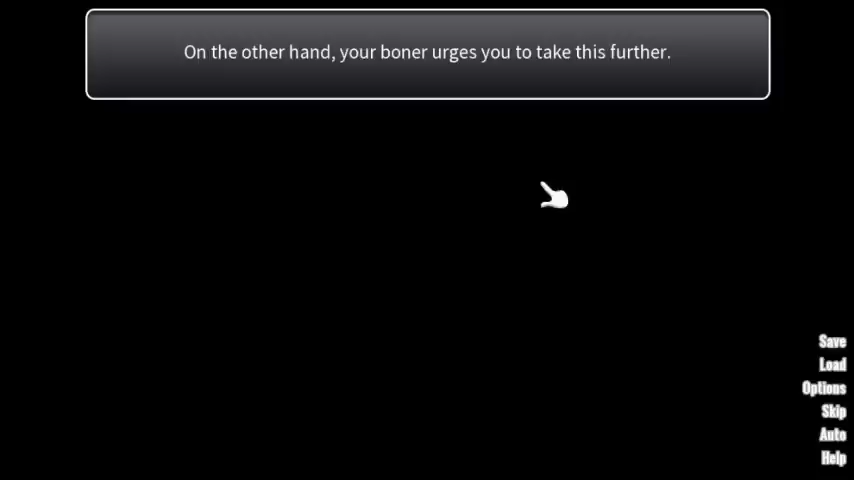 On the other hand, your boner urges you to take this further.
Save
Load
Options
Skip
Auto
Help